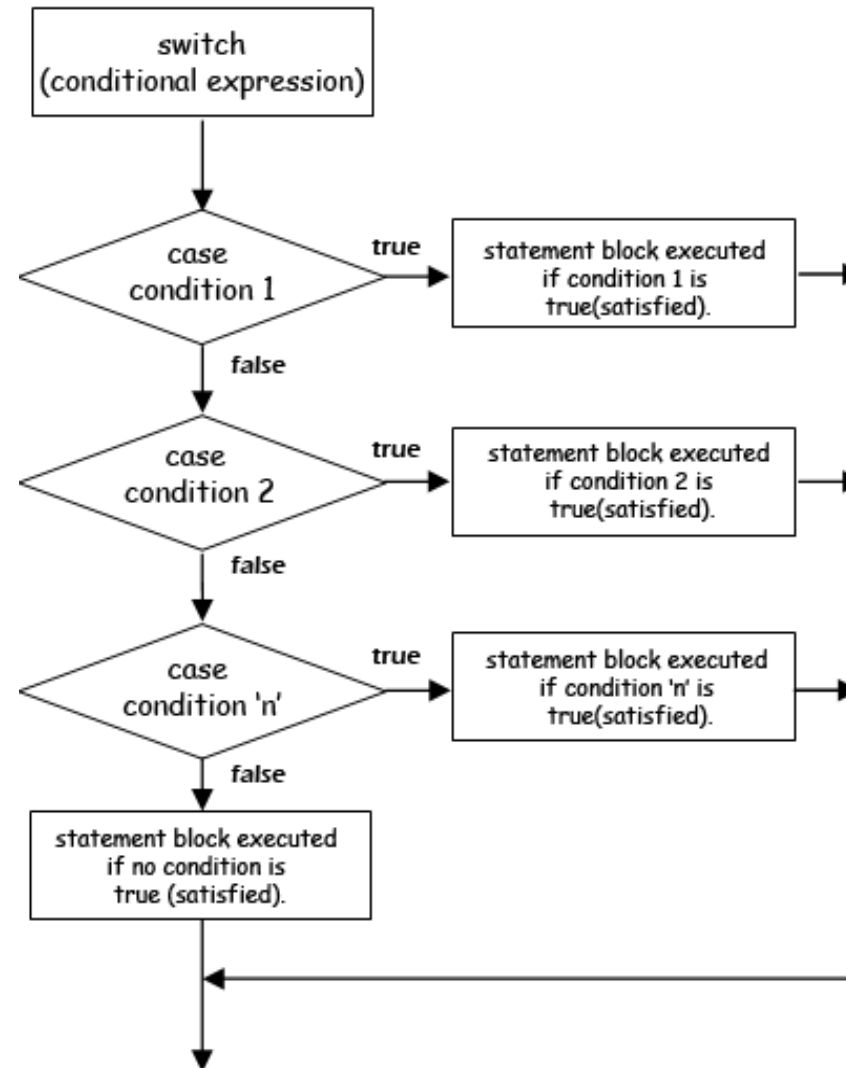 switch
(conditional expression)
case
condition 1
true
statement block executed
if condition 1 is
true(satisfied).
false
case
condition 2
true
statement block executed
if condition 2 is
true(satisfied).
false
case
condition 'n'
true
statement block executed
if condition 'n' is
true(satisfied).
false
statement block executed
if no condition is
true (satisfied).